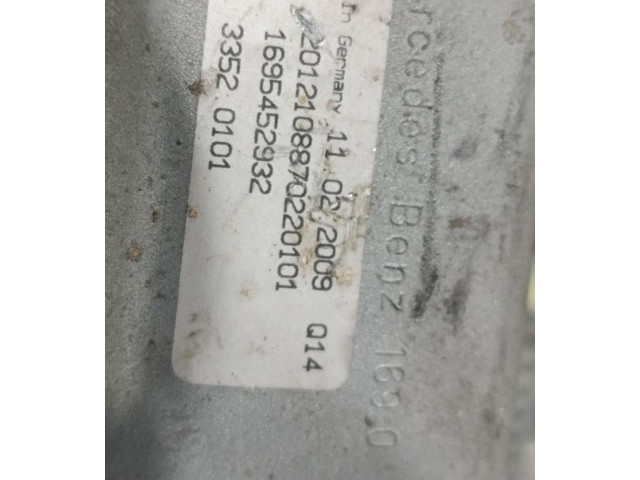 rcedes Benz 169.0
In Germany 11.02/2009 Q14
2012108870220101
1695452932
3352 0101